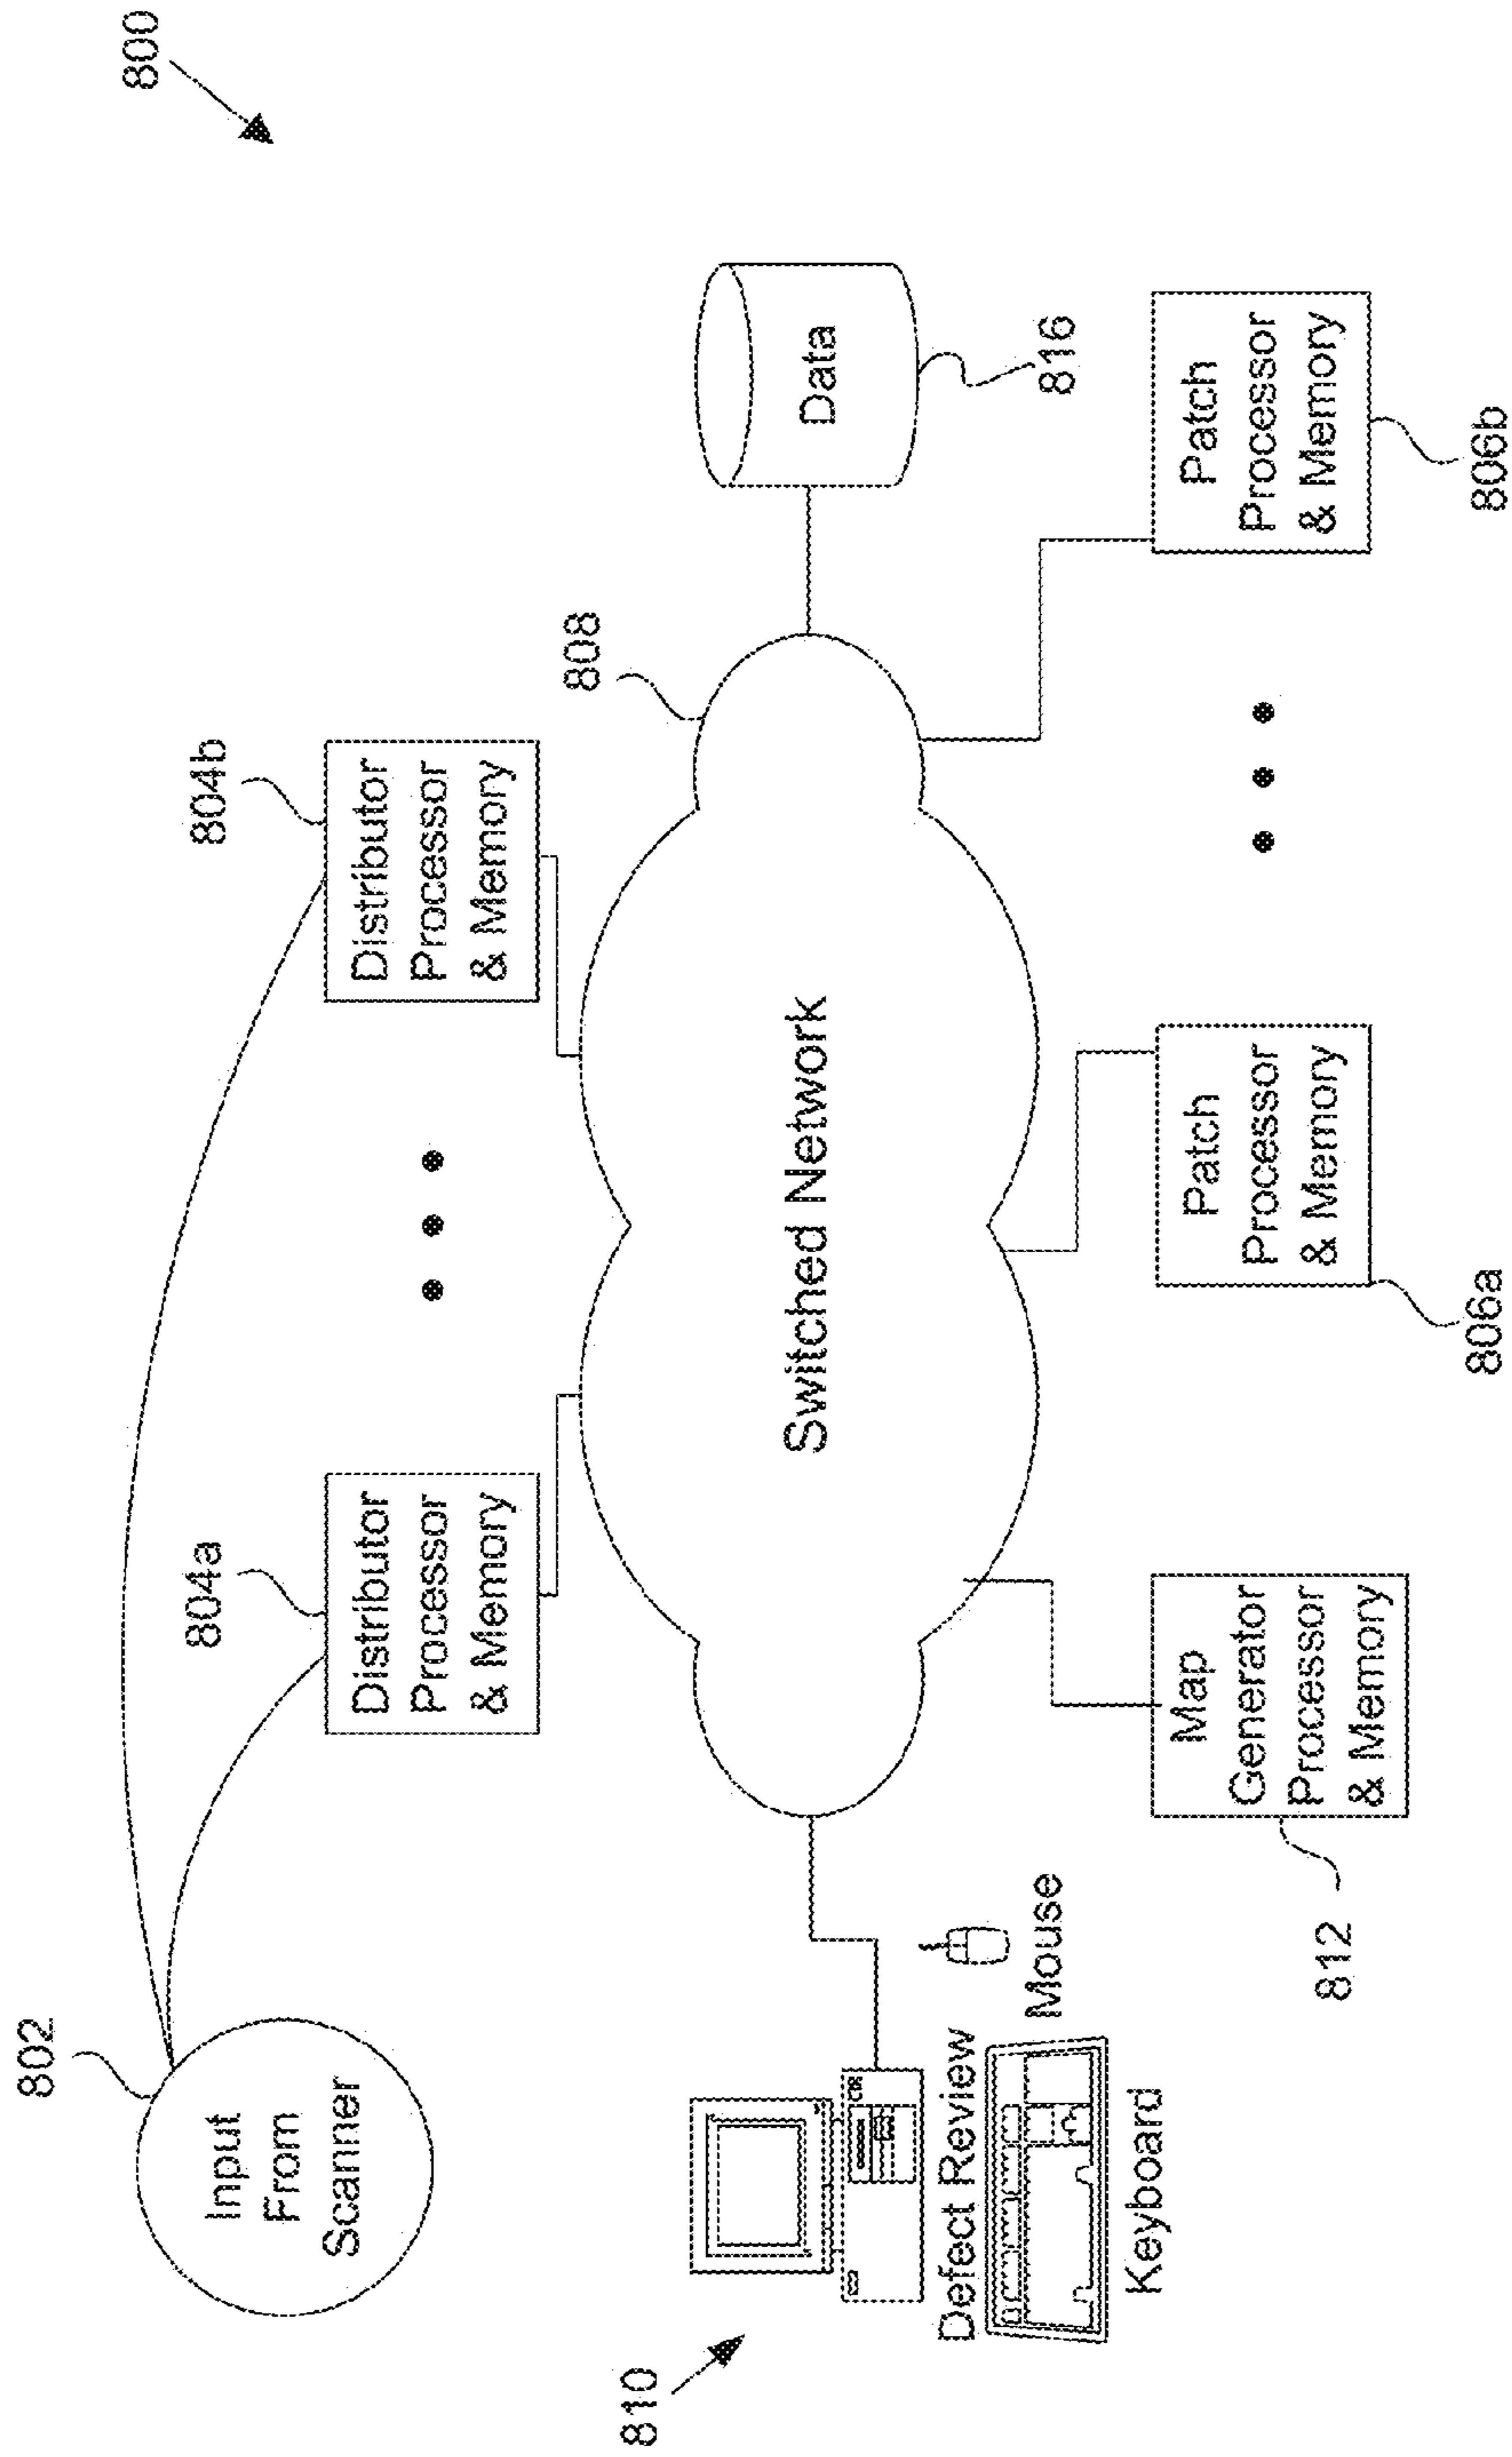 800
802
Input
From
Scanner
804a
Distributor
Processor
& Memory
804b
Distributor
Processor
& Memory
808
Switched Network
Data
816
810
Defect Review
Mouse
Keyboard
Map
Generator
Processor
& Memory
812
Patch
Processor
& Memory
806a
Patch
Processor
& Memory
806b